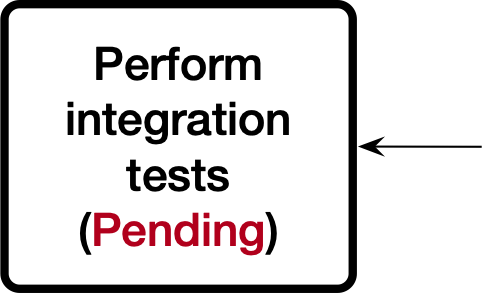 Perform
integration
tests
(Pending)